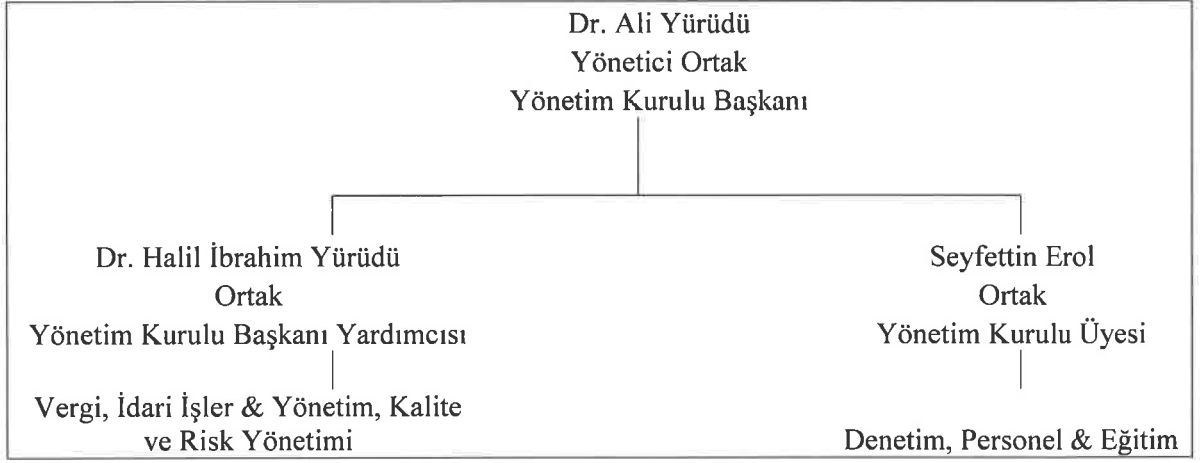 Dr. Ali Yürüdü
Yönetici Ortak
Yönetim Kurulu Başkanı
Dr. Halil İbrahim Yürüdü
Ortak
Yönetim Kurulu Başkanı Yardımcısı
Vergi, İdari İşler & Yönetim, Kalite
ve Risk Yönetimi
Seyfettin Erol
Ortak
Yönetim Kurulu Üyesi
Denetim, Personel & Eğitim